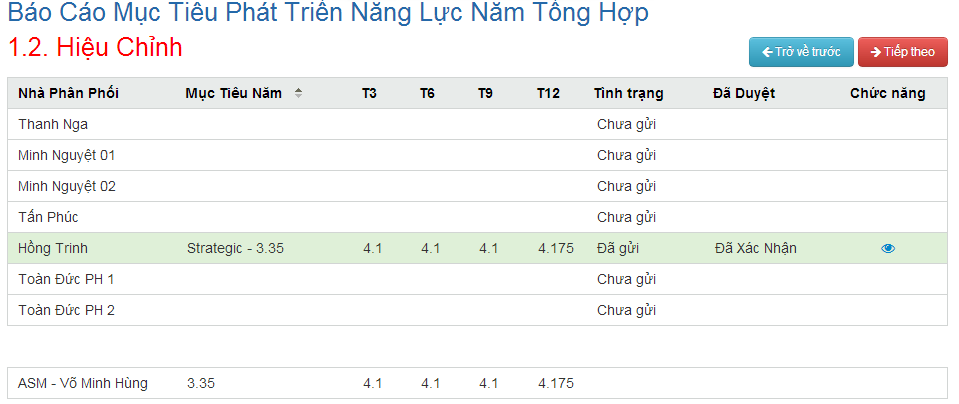 Báo Cáo Mục Tiêu Phát Triển Năng Lực Năm Tổng Hợp
1.2. Hiệu Chỉnh
Trở về trước Tiếp theo
Nhà Phân Phối Mục Tiêu Năm T3 T6 T9 T12 Tình trạng Đã Duyệt Chức năng
Thanh Nga Chưa gửi
Minh Nguyệt 01 Chưa gửi
Minh Nguyệt 02 Chưa gửi
Tấn Phúc Chưa gửi
Hồng Trinh Strategic - 3.35 4.1 4.1 4.1 4.175 Đã gửi Đã Xác Nhận
Toàn Đức PH 1 Chưa gửi
Toàn Đức PH 2 Chưa gửi
ASM - Võ Minh Hùng 3.35 4.1 4.1 4.1 4.175